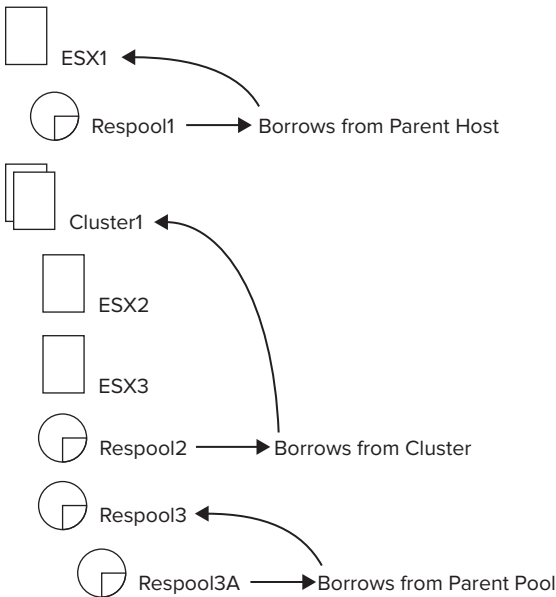 ESX1
Respool1 Borrows from Parent Host
Cluster1
ESX2
ESX3
Respool2 Borrows from Cluster
Respool3
Respool3A Borrows from Parent Pool